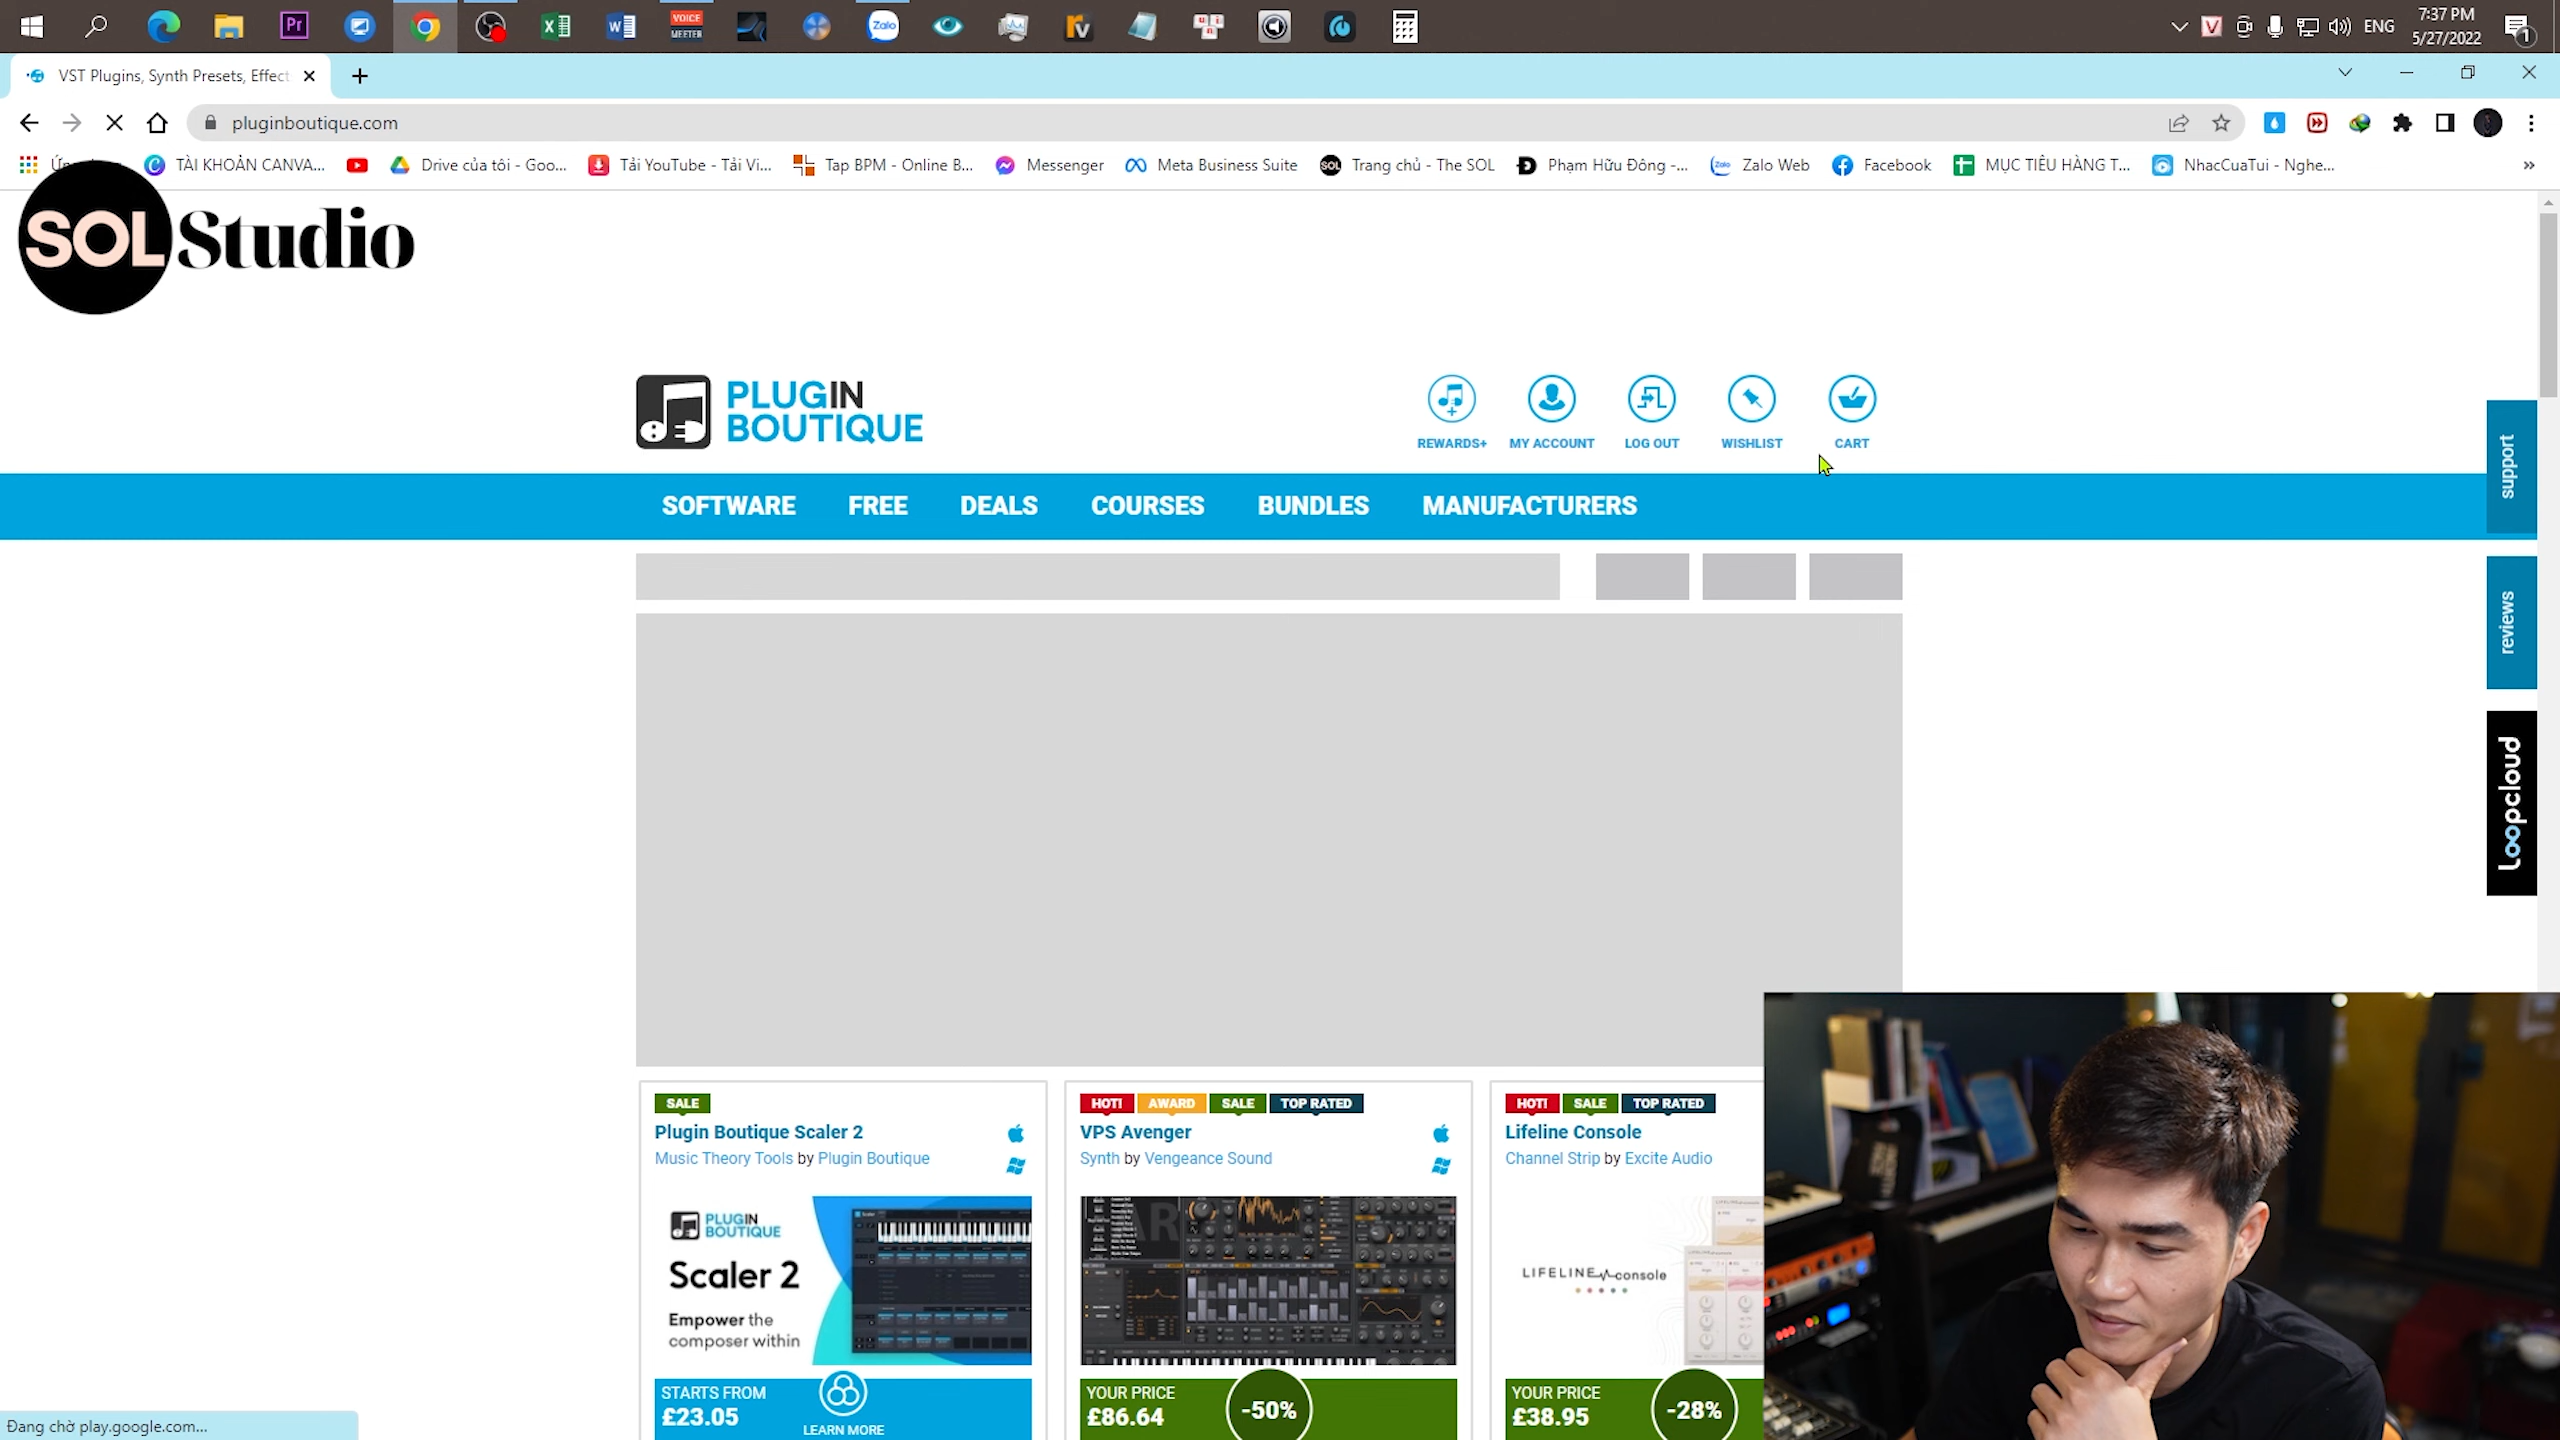 VOICE
MEETER
Zalo
ENG
7:37 PM
5/27/2022
1
VST Plugins, Synth Presets, Effect
pluginboutique.com
TÀI KHOẢN CANVA...
Drive của tôi - Goo...
Tải YouTube - Tải Vi...
Tap BPM - Online B...
Messenger
Meta Business Suite
Trang chủ - The SOL
Phạm Hữu Đông -...
Zalo Web
Facebook
MỤC TIÊU HÀNG T...
NhacCuaTui - Nghe...
SOL Studio
PLUGIN
BOUTIQUE
REWARDS+
MY ACCOUNT
LOG OUT
WISHLIST
CART
SOFTWARE
FREE
DEALS
COURSES
BUNDLES
MANUFACTURERS
support
reviews
Loopcloud
SALE
Plugin Boutique Scaler 2
Music Theory Tools by Plugin Boutique
PLUGIN
BOUTIQUE
Scaler 2
Empower the
composer within
STARTS FROM
£23.05
LEARN MORE
HOT! AWARD SALE TOP RATED
VPS Avenger
Synth by Vengeance Sound
YOUR PRICE
£86.64
-50%
HOT! SALE TOP RATED
Lifeline Console
Channel Strip by Excite Audio
LIFELINE console
YOUR PRICE
£38.95
-28%
Đang chờ play.google.com...